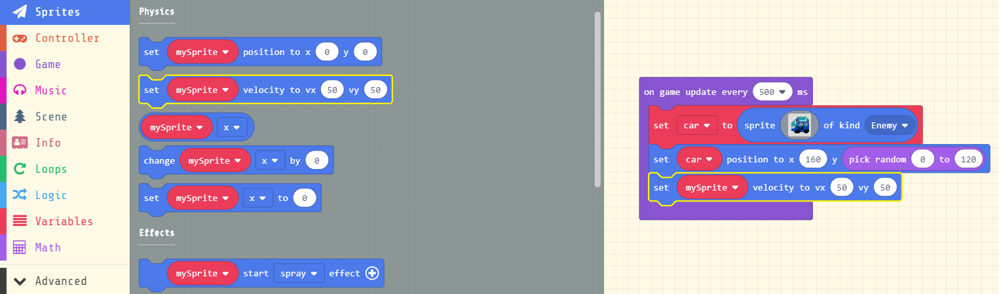 Sprites
Controller
Game
Music
Scene
Info
Loops
Logic
Variables
Math
Advanced
Physics
set mySprite position to x 0 y 0
set mySprite velocity to vx 50 vy 50
mySprite x
change mySprite x by 0
set mySprite x to 0
Effects
mySprite start spray effect
on game update every 500 ms
set car to sprite of kind Enemy
set car position to x 160 y pick random 0 to 120
set mySprite velocity to vx 50 vy 50